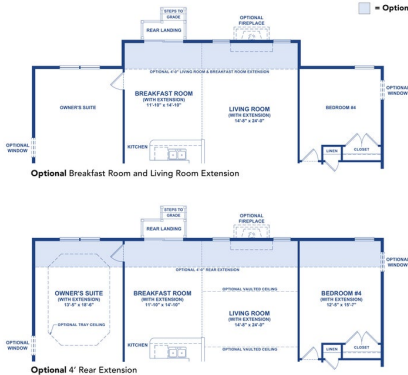 = Option
STEPS TO
GRADE
REAR LANDING
OPTIONAL
FIREPLACE
OPTIONAL 4'-0" LIVING ROOM & BREAKFAST ROOM EXTENSION
OWNER'S SUITE
BREAKFAST ROOM
(WITH EXTENSION)
11'-10" x 14'-10"
LIVING ROOM
(WITH EXTENSION)
14'-8" x 24'-0"
BEDROOM #4
OPTIONAL
WINDOW
OPTIONAL
WINDOW
KITCHEN
LINEN
CLOSET
Optional Breakfast Room and Living Room Extension
STEPS TO
GRADE
REAR LANDING
OPTIONAL
FIREPLACE
OPTIONAL 4'-4" REAR EXTENSION
OWNER'S SUITE
(WITH EXTENSION)
13'-8" x 18'-6"
BREAKFAST ROOM
(WITH EXTENSION)
11'-10" x 14'-10"
OPTIONAL VAULTED CEILING
LIVING ROOM
(WITH EXTENSION)
14'-8" x 24'-0"
BEDROOM #4
(WITH EXTENSION)
12'-5" x 15'-7"
OPTIONAL
WINDOW
OPTIONAL TRAY CEILING
OPTIONAL
WINDOW
KITCHEN
OPTIONAL VAULTED CEILING
LINEN
CLOSET
Optional 4' Rear Extension